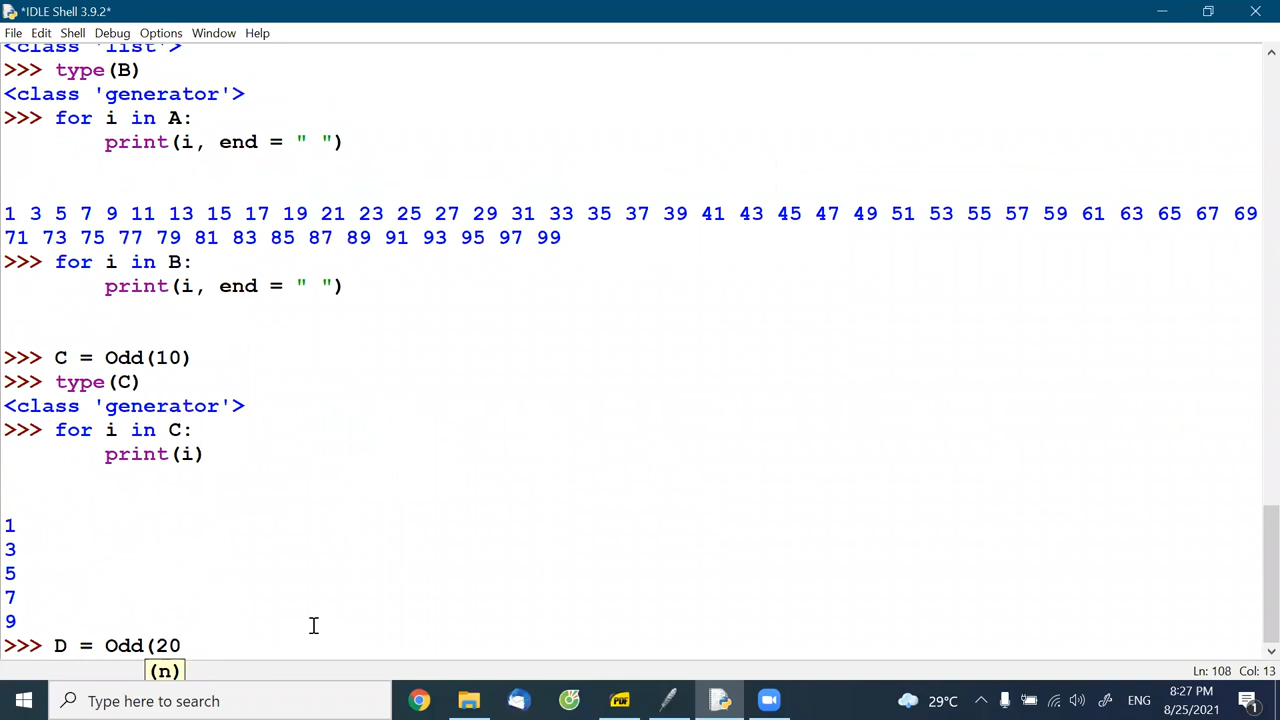 *IDLE Shell 3.9.2*
File Edit Shell Debug Options Window Help
<class 'list'>
>>> type(B)
<class 'generator'>
>>> for i in A:
        print(i, end = " ")
1 3 5 7 9 11 13 15 17 19 21 23 25 27 29 31 33 35 37 39 41 43 45 47 49 51 53 55 57 59 61 63 65 67 69
71 73 75 77 79 81 83 85 87 89 91 93 95 97 99
>>> for i in B:
        print(i, end = " ")
>>> C = Odd(10)
>>> type(C)
<class 'generator'>
>>> for i in C:
        print(i)
1
3
5
7
9
>>> D = Odd(20
(n)
Ln: 108 Col: 13
Type here to search
PDF
29°C
ENG
8:27 PM
8/25/2021
1